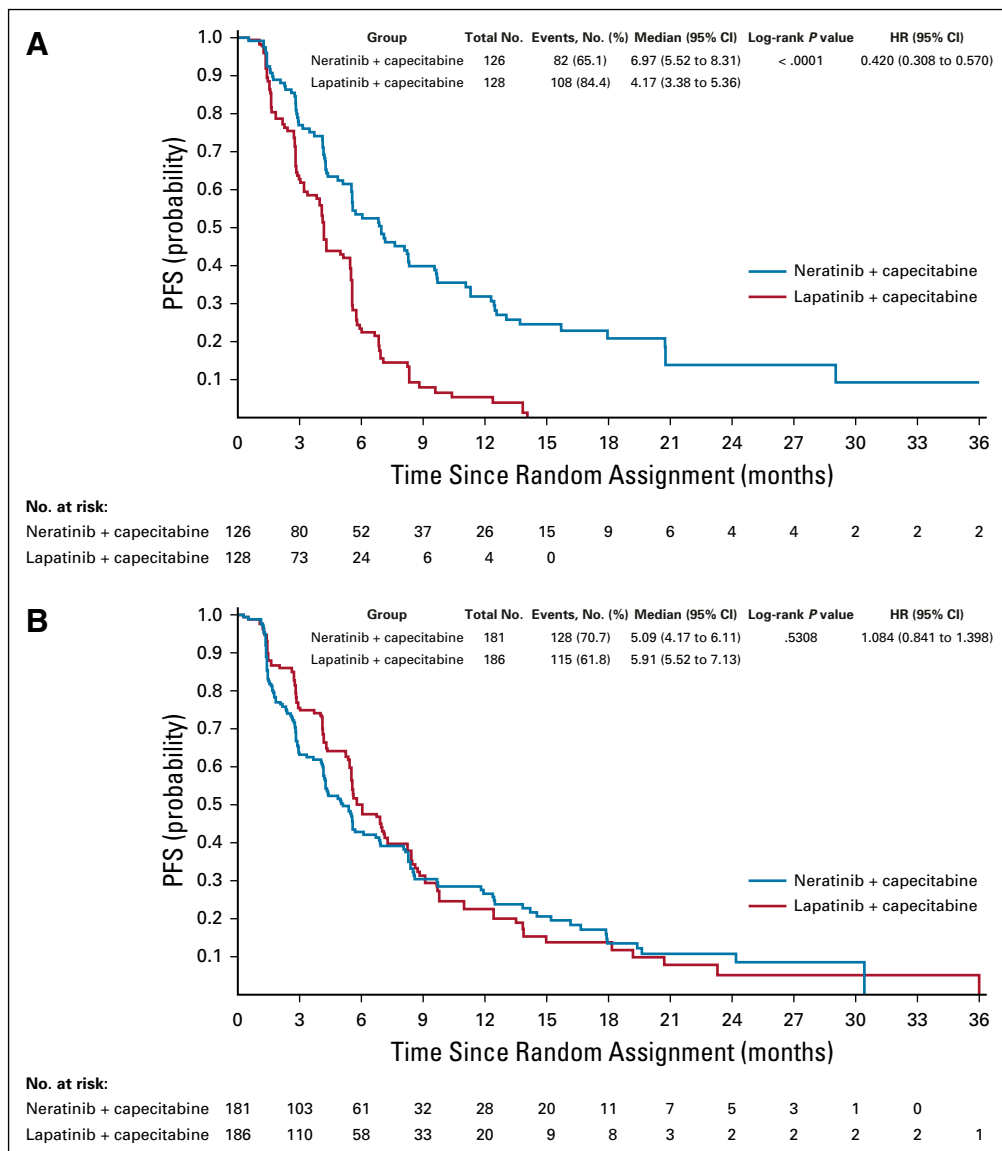 A
Group Total No. Events, No. (%) Median (95% CI) Log-rank P value HR (95% CI)
Neratinib + capecitabine 126 82 (65.1) 6.97 (5.52 to 8.31) < .0001 0.420 (0.308 to 0.570)
Lapatinib + capecitabine 128 108 (84.4) 4.17 (3.38 to 5.36)
PFS (probability)
1.0
0.9
0.8
0.7
0.6
0.5
0.4
0.3
0.2
0.1
Neratinib + capecitabine
Lapatinib + capecitabine
0 3 6 9 12 15 18 21 24 27 30 33 36
Time Since Random Assignment (months)
No. at risk:
Neratinib + capecitabine 126 80 52 37 26 15 9 6 4 4 2 2 2
Lapatinib + capecitabine 128 73 24 6 4 0
B
Group Total No. Events, No. (%) Median (95% CI) Log-rank P value HR (95% CI)
Neratinib + capecitabine 181 128 (70.7) 5.09 (4.17 to 6.11) .5308 1.084 (0.841 to 1.398)
Lapatinib + capecitabine 186 115 (61.8) 5.91 (5.52 to 7.13)
PFS (probability)
1.0
0.9
0.8
0.7
0.6
0.5
0.4
0.3
0.2
0.1
Neratinib + capecitabine
Lapatinib + capecitabine
0 3 6 9 12 15 18 21 24 27 30 33 36
Time Since Random Assignment (months)
No. at risk:
Neratinib + capecitabine 181 103 61 32 28 20 11 7 5 3 1 0
Lapatinib + capecitabine 186 110 58 33 20 9 8 3 2 2 2 2 1